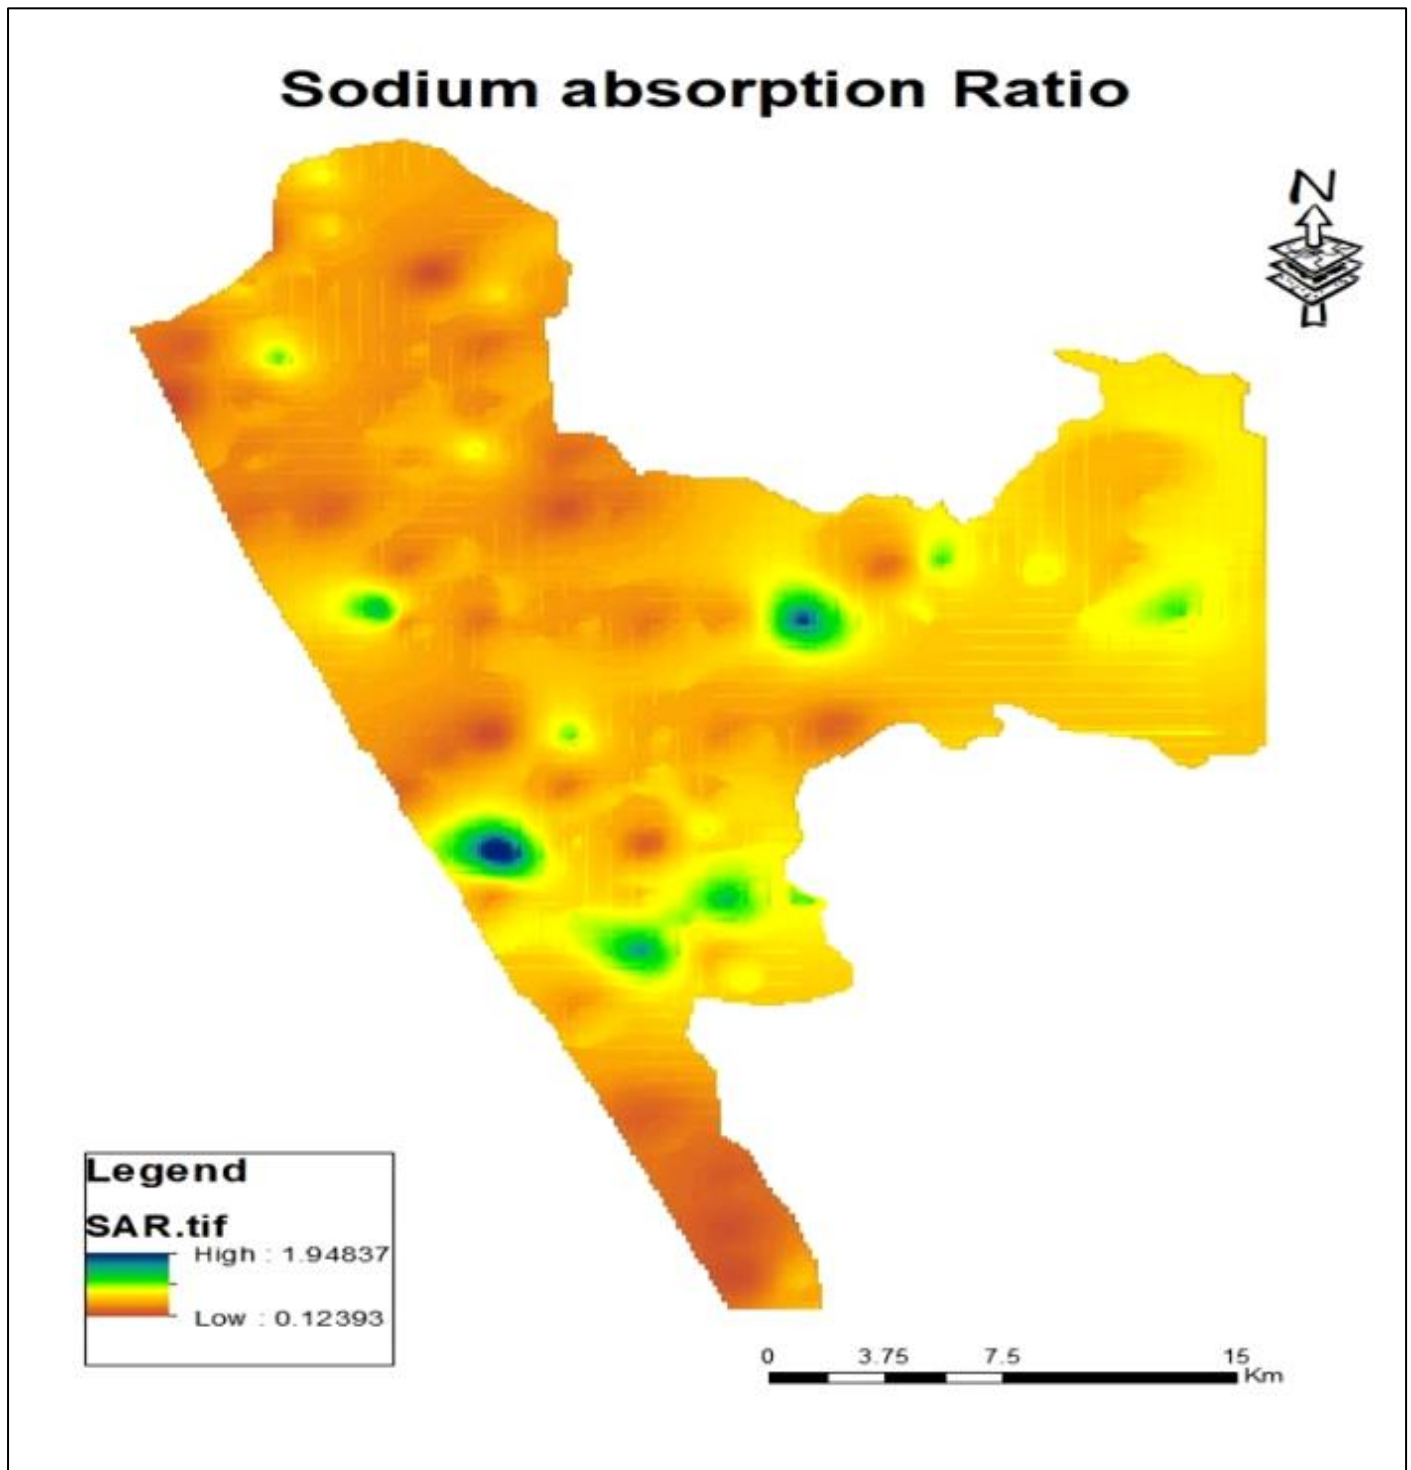 Sodium absorption Ratio
N
Legend
SAR.tif
High : 1.94837
Low : 0.12393
0 3.75 7.5 15
Km